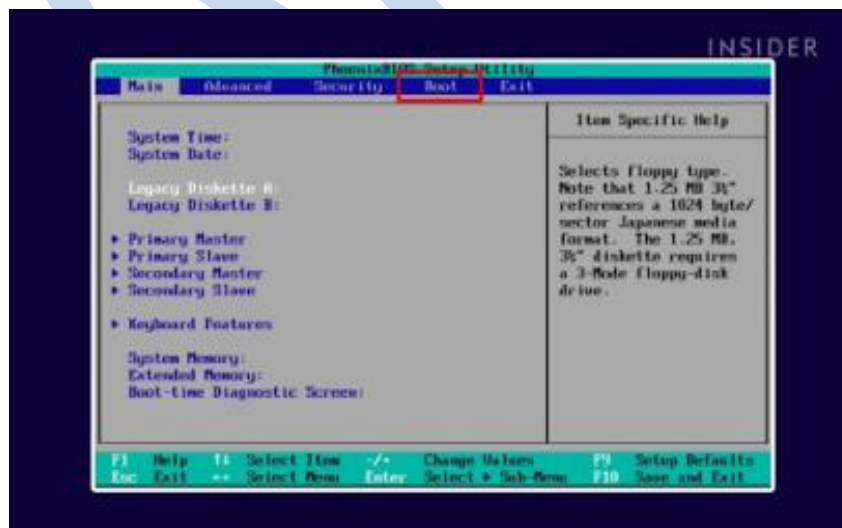 INSIDER
PhoenixBIOS Setup Utility
Main Advanced Security Boot Exit
Item Specific Help
System Time:
System Date:
Legacy Diskette A:
Legacy Diskette B:
Primary Master
Primary Slave
Secondary Master
Secondary Slave
Keyboard Features
System Memory:
Extended Memory:
Boot-time Diagnostic Screen:
Selects floppy type.
Note that 1.25 MB 3½"
references a 1024 byte/
sector Japanese media
format. The 1.25 MB,
3½" diskette requires
a 3-Mode floppy-disk
drive.
F1 Help ↑↓ Select Item -/+ Change Values F9 Setup Defaults
Esc Exit ↔ Select Menu Enter Select ▶ Sub-Menu F10 Save and Exit